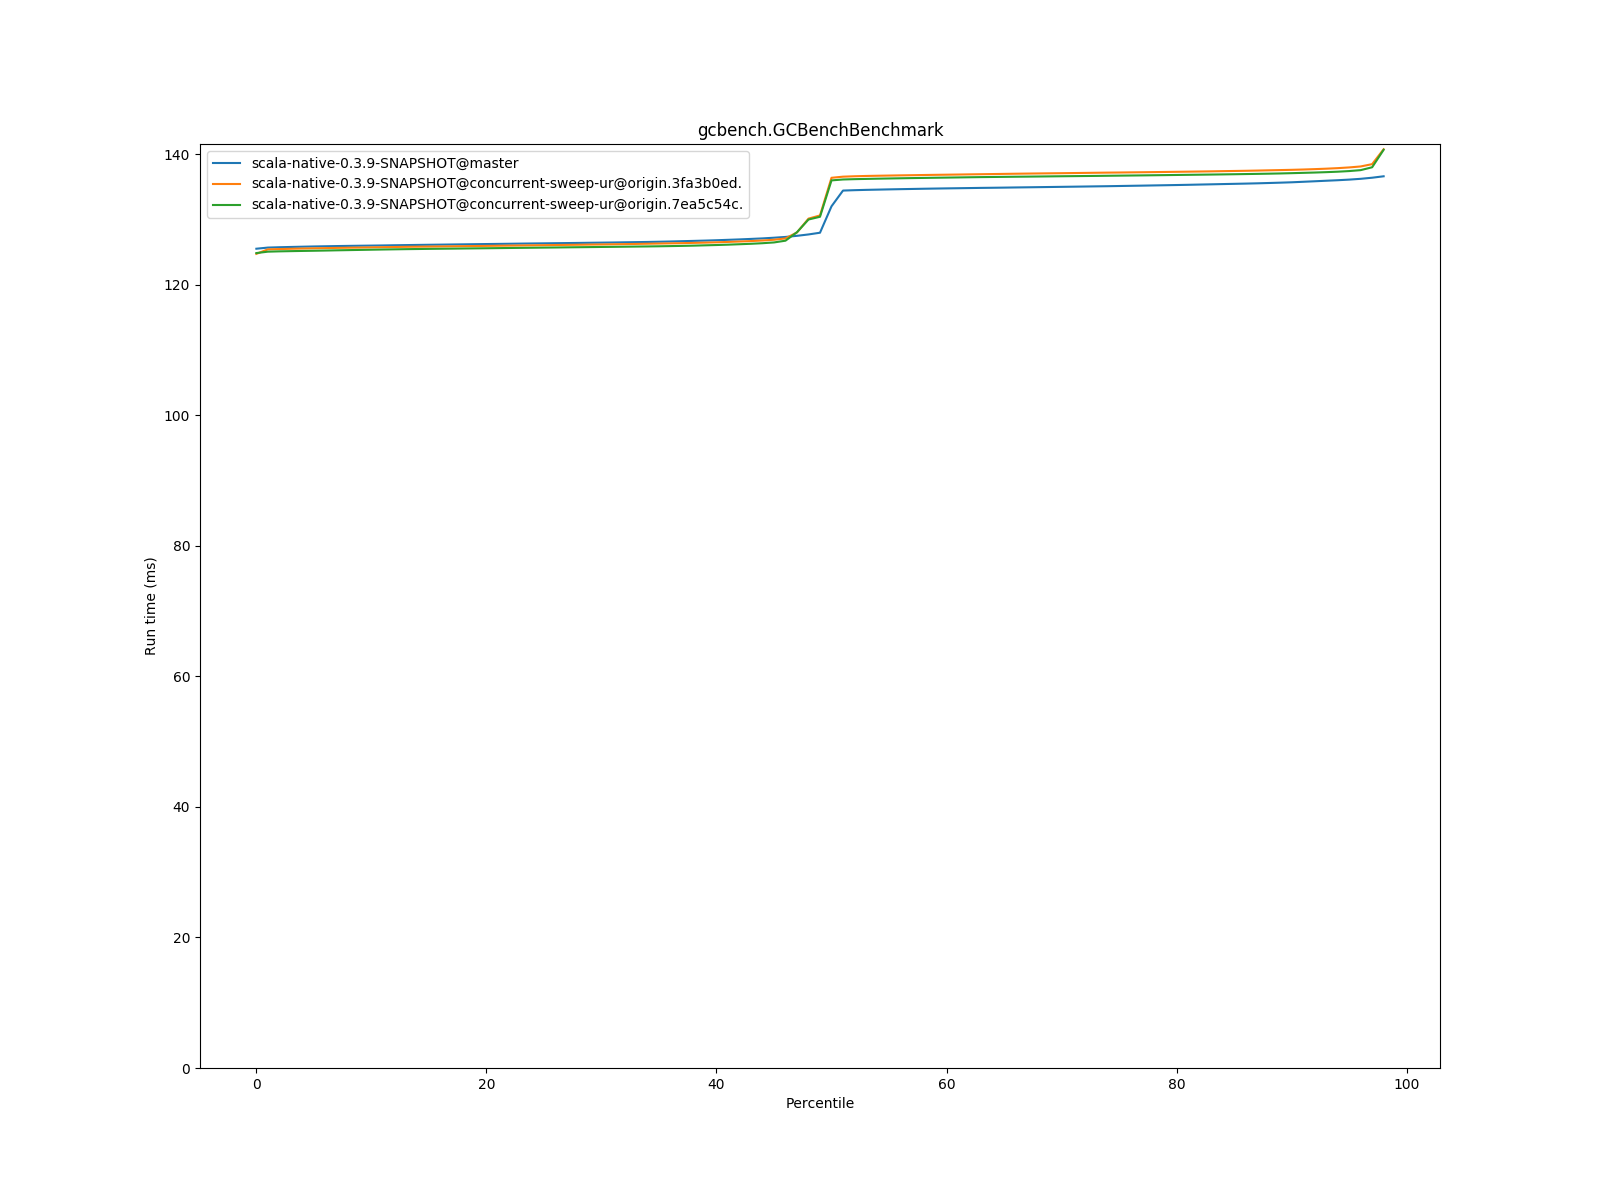 gcbench.GCBenchBenchmark
scala-native-0.3.9-SNAPSHOT@master
scala-native-0.3.9-SNAPSHOT@concurrent-sweep-ur@origin.3fa3b0ed.
scala-native-0.3.9-SNAPSHOT@concurrent-sweep-ur@origin.7ea5c54c.
140
120
100
80
60
40
20
0
Run time (ms)
0 20 40 60 80 100
Percentile